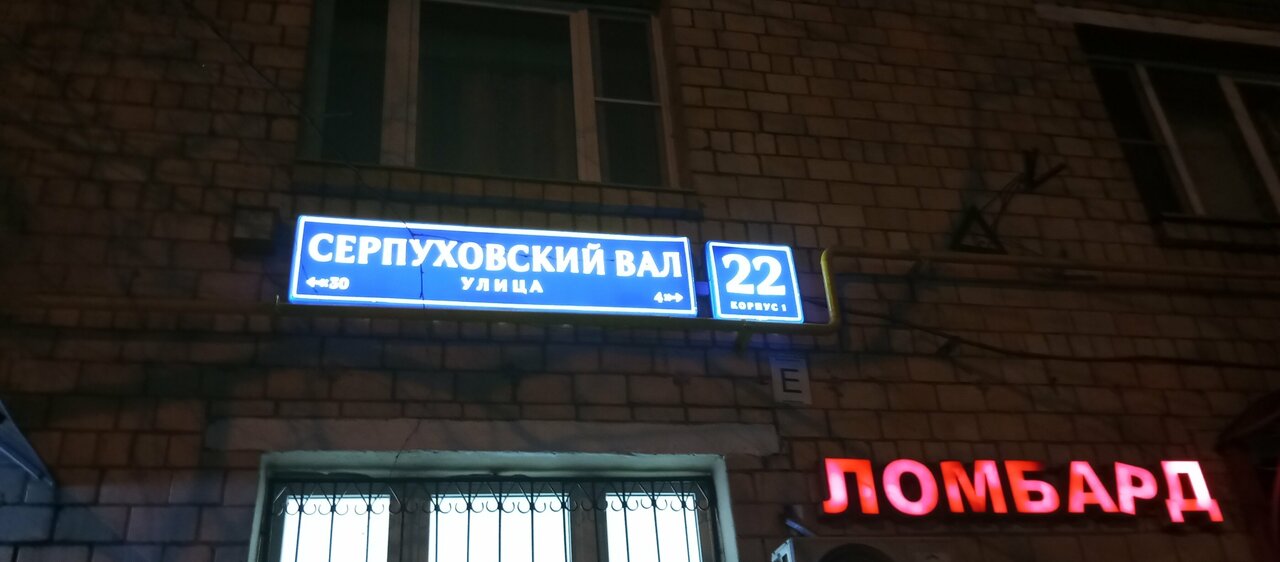 СЕРПУХОВСКИЙ ВАЛ
УЛИЦА
<«30
4»>
22
КОРПУС 1
Е
ЛОМБАРД